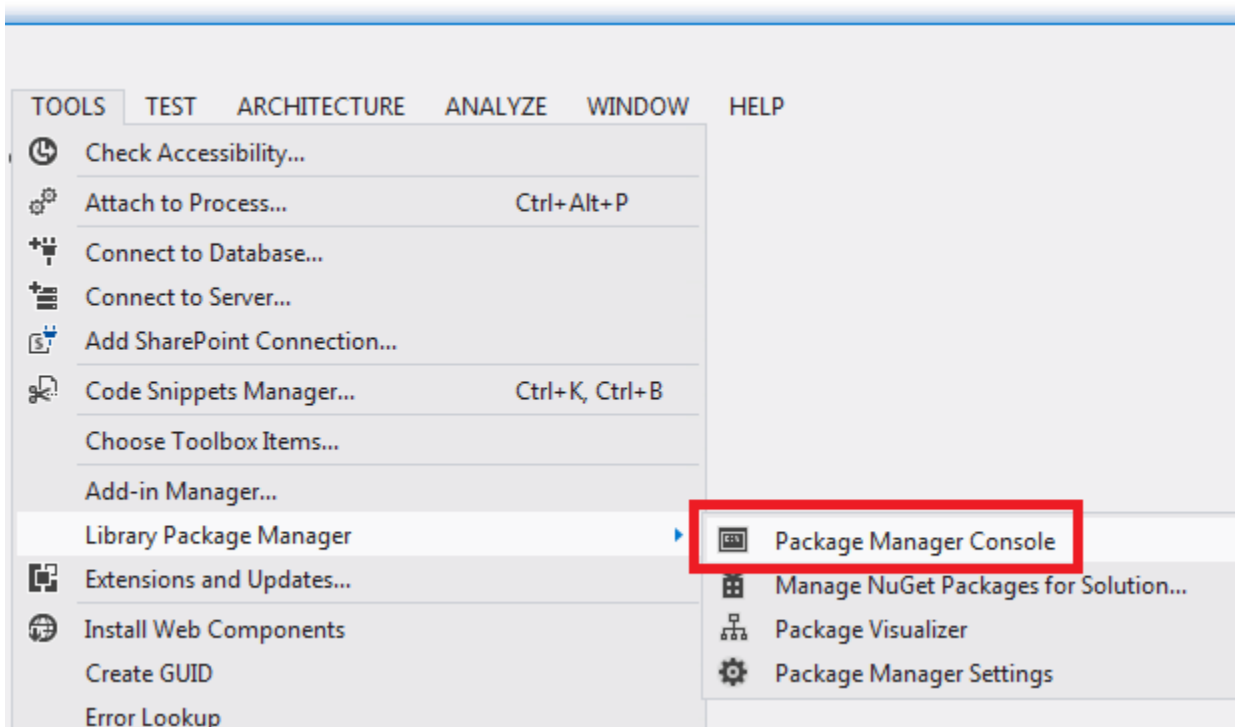 TOOLS TEST ARCHITECTURE ANALYZE WINDOW HELP
Check Accessibility...
Attach to Process... Ctrl+Alt+P
Connect to Database...
Connect to Server...
Add SharePoint Connection...
Code Snippets Manager... Ctrl+K, Ctrl+B
Choose Toolbox Items...
Add-in Manager...
Library Package Manager
Extensions and Updates...
Install Web Components
Create GUID
Error Lookup
Package Manager Console
Manage NuGet Packages for Solution...
Package Visualizer
Package Manager Settings